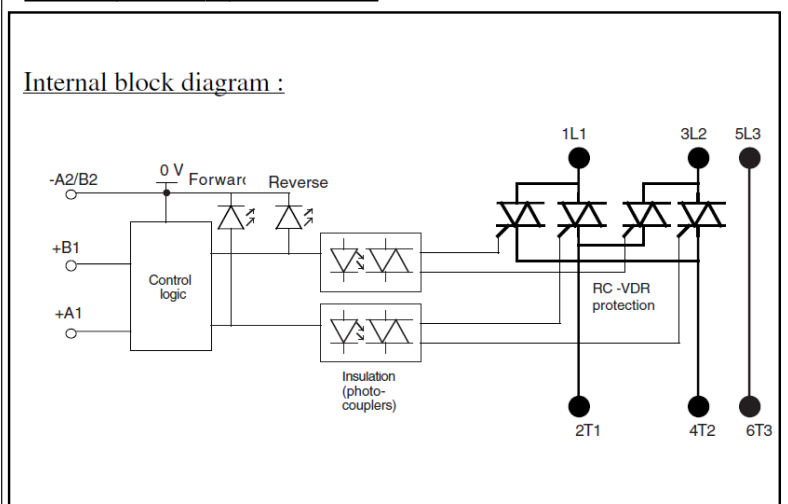 Internal block diagram :
1L1
3L2
5L3
-A2/B2
0 V
Forward
Reverse
+B1
Control
logic
+A1
RC -VDR
protection
Insulation
(photo-
couplers)
2T1
4T2
6T3